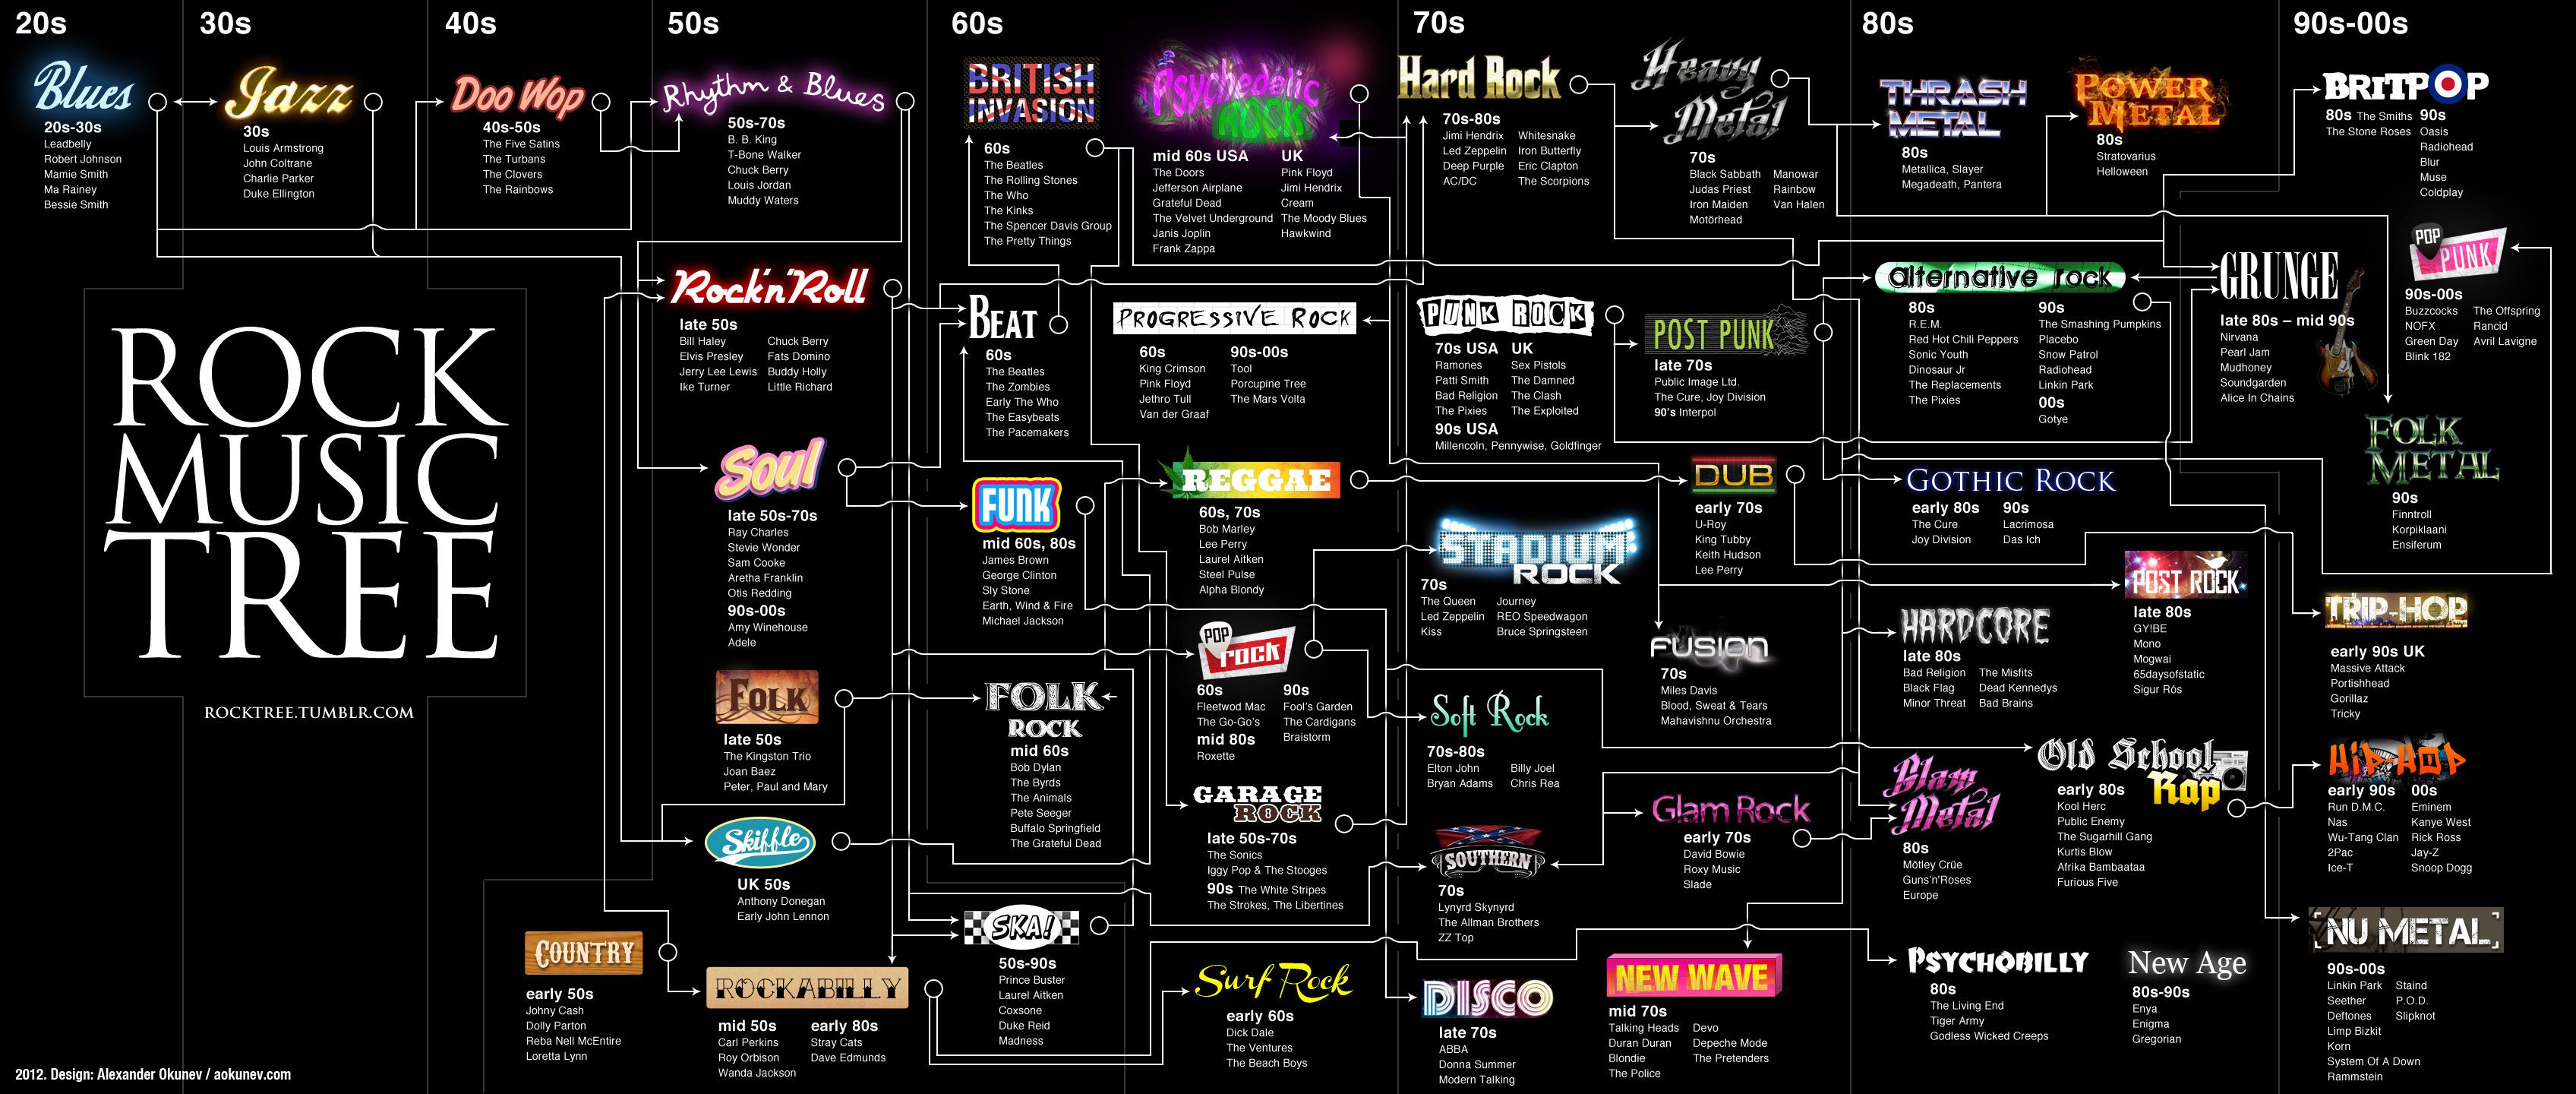 20s
30s
40s
50s
60s
70s
80s
90s-00s
Blues
20s-30s
Leadbelly
Robert Johnson
Mamie Smith
Ma Rainey
Bessie Smith
Jazz
30s
Louis Armstrong
John Coltrane
Charlie Parker
Duke Ellington
Doo Wop
40s-50s
The Five Satins
The Turbans
The Clovers
The Rainbows
Rhythm & Blues
50s-70s
B. B. King
T-Bone Walker
Chuck Berry
Louis Jordan
Muddy Waters
BRITISH
INVASION
60s
The Beatles
The Rolling Stones
The Who
The Kinks
The Spencer Davis Group
The Pretty Things
Psychedelic
ROCK
mid 60s USA
The Doors
Jefferson Airplane
Grateful Dead
The Velvet Underground
Janis Joplin
Frank Zappa
UK
Pink Floyd
Jimi Hendrix
Cream
The Moody Blues
Hawkwind
Hard Rock
70s-80s
Jimi Hendrix
Led Zeppelin
Deep Purple
AC/DC
Whitesnake
Iron Butterfly
Eric Clapton
The Scorpions
Heavy
Metal
70s
Black Sabbath
Judas Priest
Iron Maiden
Motörhead
Manowar
Rainbow
Van Halen
THRASH
METAL
80s
Metallica, Slayer
Megadeath, Pantera
POWER
METAL
80s
Stratovarius
Helloween
BRITPOP
80s The Smiths
The Stone Roses
90s
Oasis
Radiohead
Blur
Muse
Coldplay
ROCK
MUSIC
TREE
ROCKTREE.TUMBLR.COM
Rock'n'Roll
late 50s
Bill Haley
Elvis Presley
Jerry Lee Lewis
Ike Turner
Chuck Berry
Fats Domino
Buddy Holly
Little Richard
BEAT
60s
The Beatles
The Zombies
Early The Who
The Easybeats
The Pacemakers
PROGRESSIVE ROCK
60s
King Crimson
Pink Floyd
Jethro Tull
Van der Graaf
90s-00s
Tool
Porcupine Tree
The Mars Volta
PUNK ROCK
70s USA
Ramones
Patti Smith
Bad Religion
The Pixies
UK
Sex Pistols
The Damned
The Clash
The Exploited
90s USA
Millencoln, Pennywise, Goldfinger
POST PUNK
late 70s
Public Image Ltd.
The Cure, Joy Division
90's Interpol
alternative rock
80s
R.E.M.
Red Hot Chili Peppers
Sonic Youth
Dinosaur Jr
The Replacements
The Pixies
90s
The Smashing Pumpkins
Placebo
Snow Patrol
Radiohead
Linkin Park
00s
Gotye
GRUNGE
late 80s – mid 90s
Nirvana
Pearl Jam
Mudhoney
Soundgarden
Alice In Chains
POP
PUNK
90s-00s
Buzzcocks
NOFX
Green Day
Blink 182
The Offspring
Rancid
Avril Lavigne
FOLK
METAL
90s
Finntroll
Korpiklaani
Ensiferum
Soul
late 50s-70s
Ray Charles
Stevie Wonder
Sam Cooke
Aretha Franklin
Otis Redding
90s-00s
Amy Winehouse
Adele
FUNK
mid 60s, 80s
James Brown
George Clinton
Sly Stone
Earth, Wind & Fire
Michael Jackson
REGGAE
60s, 70s
Bob Marley
Lee Perry
Laurel Aitken
Steel Pulse
Alpha Blondy
STADIUM
ROCK
70s
The Queen
Led Zeppelin
Kiss
Journey
REO Speedwagon
Bruce Springsteen
DUB
early 70s
U-Roy
King Tubby
Keith Hudson
Lee Perry
GOTHIC ROCK
early 80s
The Cure
Joy Division
90s
Lacrimosa
Das Ich
POST ROCK
late 80s
GY!BE
Mono
Mogwai
65daysofstatic
Sigur Rós
TRIP-HOP
early 90s UK
Massive Attack
Portishhead
Gorillaz
Tricky
FOLK
late 50s
The Kingston Trio
Joan Baez
Peter, Paul and Mary
FOLK
ROCK
mid 60s
Bob Dylan
The Byrds
The Animals
Pete Seeger
Buffalo Springfield
The Grateful Dead
POP
rock
60s
Fleetwod Mac
The Go-Go's
mid 80s
Roxette
90s
Fool's Garden
The Cardigans
Braistorm
Soft Rock
70s-80s
Elton John
Bryan Adams
Billy Joel
Chris Rea
FUSION
70s
Miles Davis
Blood, Sweat & Tears
Mahavishnu Orchestra
HARDCORE
late 80s
Bad Religion
Black Flag
Minor Threat
The Misfits
Dead Kennedys
Bad Brains
Skiffle
UK 50s
Anthony Donegan
Early John Lennon
GARAGE
ROCK
late 50s-70s
The Sonics
Iggy Pop & The Stooges
90s The White Stripes
The Strokes, The Libertines
SOUTHERN
70s
Lynyrd Skynyrd
The Allman Brothers
ZZ Top
Glam Rock
early 70s
David Bowie
Roxy Music
Slade
Glam
Metal
80s
Mötley Crüe
Guns'n'Roses
Europe
Old School
Rap
early 80s
Kool Herc
Public Enemy
The Sugarhill Gang
Kurtis Blow
Afrika Bambaataa
Furious Five
HIP-HOP
early 90s
Run D.M.C.
Nas
Wu-Tang Clan
2Pac
Ice-T
00s
Eminem
Kanye West
Rick Ross
Jay-Z
Snoop Dogg
COUNTRY
early 50s
Johny Cash
Dolly Parton
Reba Nell McEntire
Loretta Lynn
ROCKABILLY
mid 50s
Carl Perkins
Roy Orbison
Wanda Jackson
early 80s
Stray Cats
Dave Edmunds
SKA!
50s-90s
Prince Buster
Laurel Aitken
Coxsone
Duke Reid
Madness
Surf Rock
early 60s
Dick Dale
The Ventures
The Beach Boys
DISCO
late 70s
ABBA
Donna Summer
Modern Talking
NEW WAVE
mid 70s
Talking Heads
Duran Duran
Blondie
The Police
Devo
Depeche Mode
The Pretenders
PSYCHOBILLY
80s
The Living End
Tiger Army
Godless Wicked Creeps
New Age
80s-90s
Enya
Enigma
Gregorian
[NU METAL]
90s-00s
Linkin Park
Seether
Deftones
Limp Bizkit
Korn
System Of A Down
Rammstein
Staind
P.O.D.
Slipknot
2012. Design: Alexander Okunev / aokunev.com